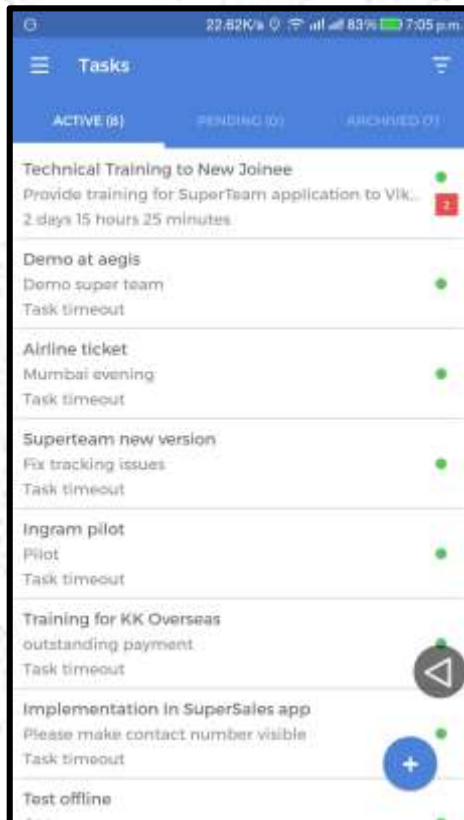 22.82K/s 83% 7:05 p.m.
Tasks
ACTIVE (8) PENDING (0) ARCHIVED (7)
Technical Training to New Joinee
Provide training for SuperTeam application to Vik...
2 days 15 hours 25 minutes
2
Demo at aegis
Demo super team
Task timeout
Airline ticket
Mumbai evening
Task timeout
Superteam new version
Fix tracking issues
Task timeout
Ingram pilot
Pilot
Task timeout
Training for KK Overseas
outstanding payment
Task timeout
Implementation in SuperSales app
Please make contact number visible
Task timeout
Test offline